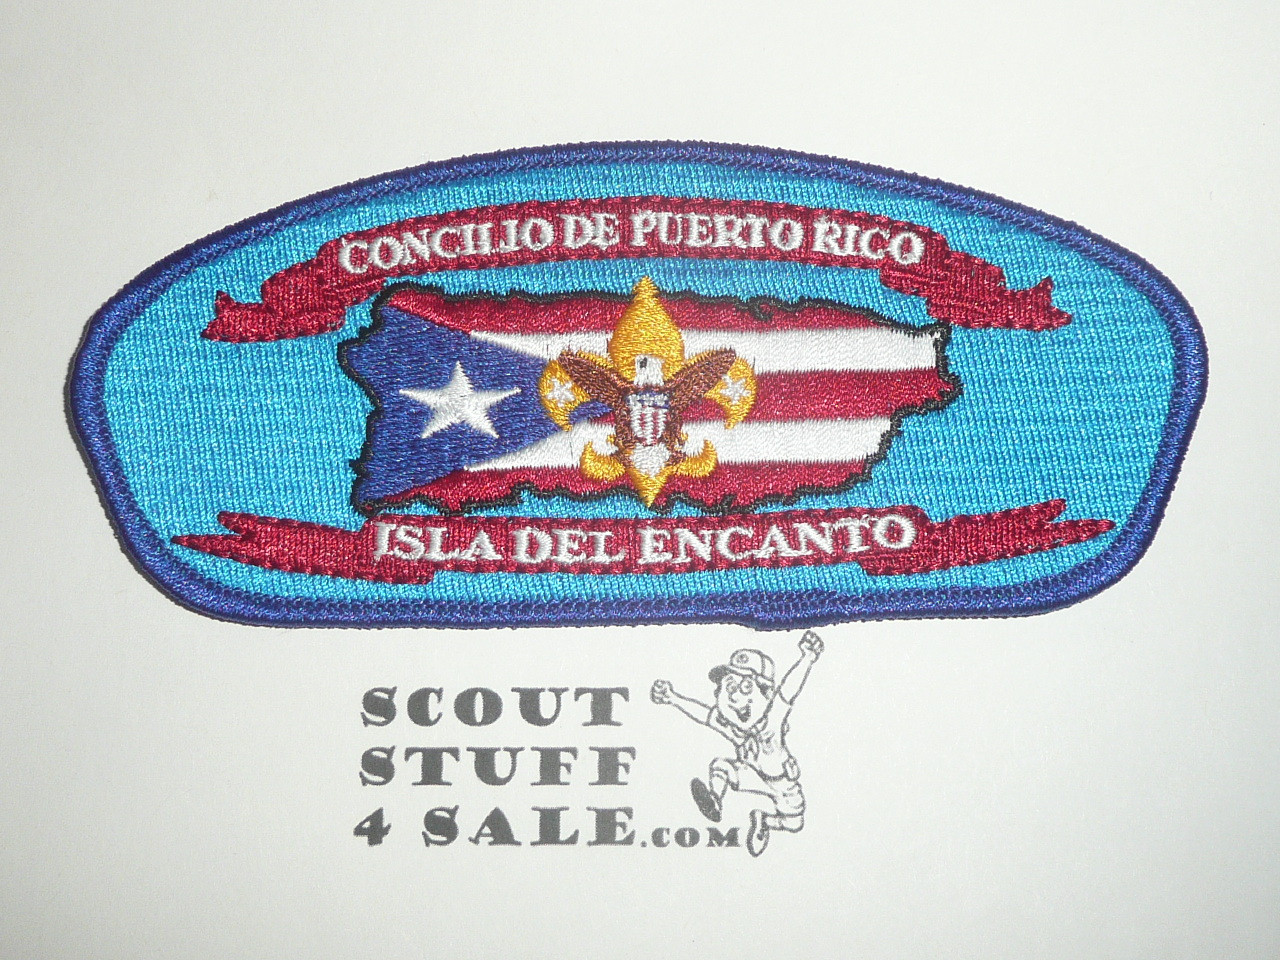 CONCILIO DE PUERTO RICO
ISLA DEL ENCANTO
SCOUT
STUFF
4 SALE.COM